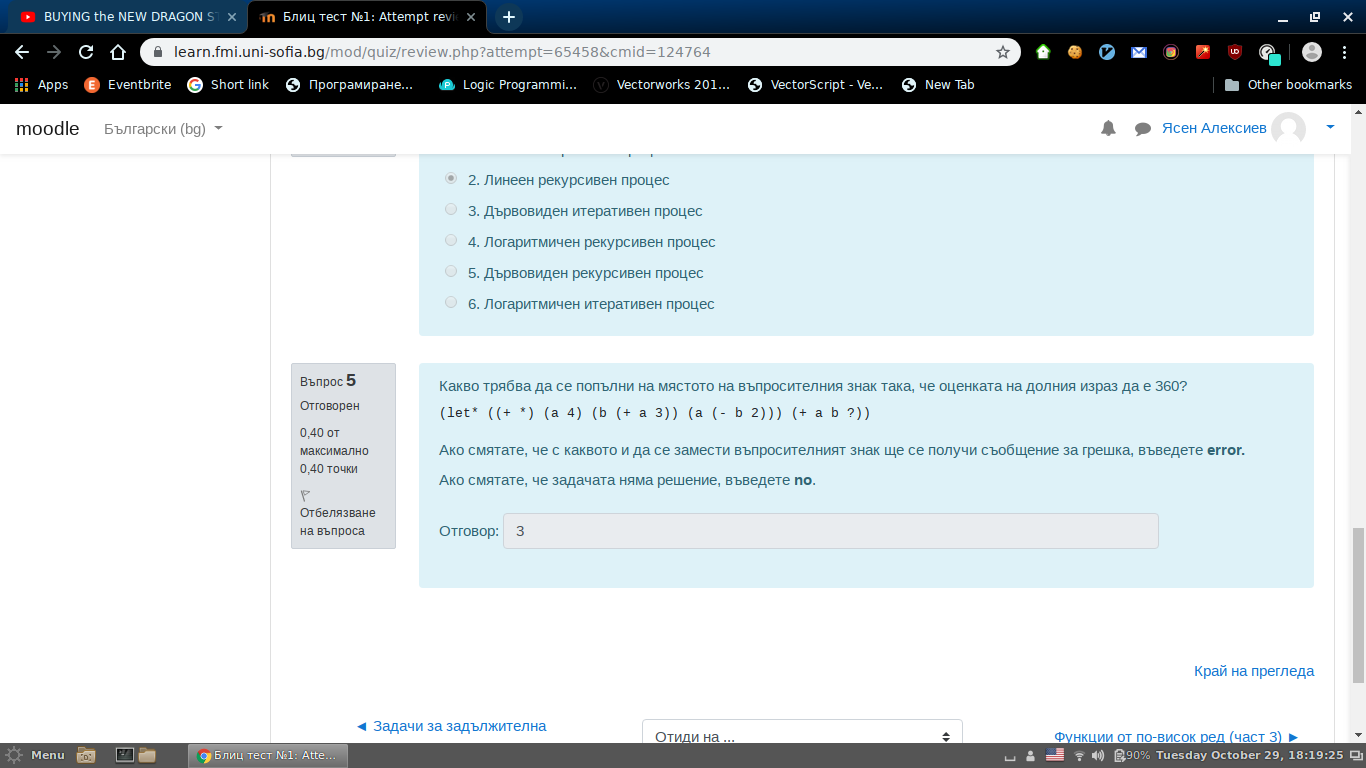 BUYING the NEW DRAGON ST
Блиц тест №1: Attempt revie
learn.fmi.uni-sofia.bg/mod/quiz/review.php?attempt=65458&cmid=124764
Apps
Eventbrite
Short link
Програмиране...
Logic Programmi...
Vectorworks 201...
VectorScript - Ve...
New Tab
Other bookmarks
moodle
Български (bg)
Ясен Алексиев
2. Линеен рекурсивен процес
3. Дървовиден итеративен процес
4. Логаритмичен рекурсивен процес
5. Дървовиден рекурсивен процес
6. Логаритмичен итеративен процес
Въпрос 5
Отговорен
0,40 от
максимално
0,40 точки
Отбелязване
на въпроса
Какво трябва да се попълни на мястото на въпросителния знак така, че оценката на долния израз да е 360?
(let* ((+ *) (a 4) (b (+ a 3)) (a (- b 2))) (+ a b ?))
Ако смятате, че с каквото и да се замести въпросителният знак ще се получи съобщение за грешка, въведете error.
Ако смятате, че задачата няма решение, въведете no.
Отговор: 3
Край на прегледа
◄ Задачи за задължителна
Отиди на ...
Функции от по-висок ред (част 3) ►
Menu
Блиц тест №1: Atte...
90%
Tuesday October 29, 18:19:25